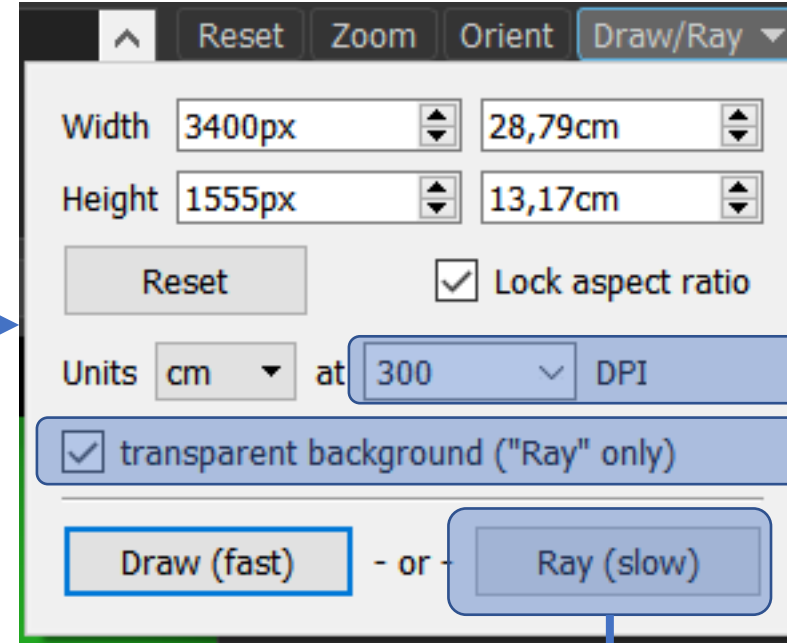 Reset Zoom Orient Draw/Ray
Width 3400px 28,79cm
Height 1555px 13,17cm
Reset Lock aspect ratio
Units cm at 300 DPI
transparent background ("Ray" only)
Draw (fast) - or - Ray (slow)